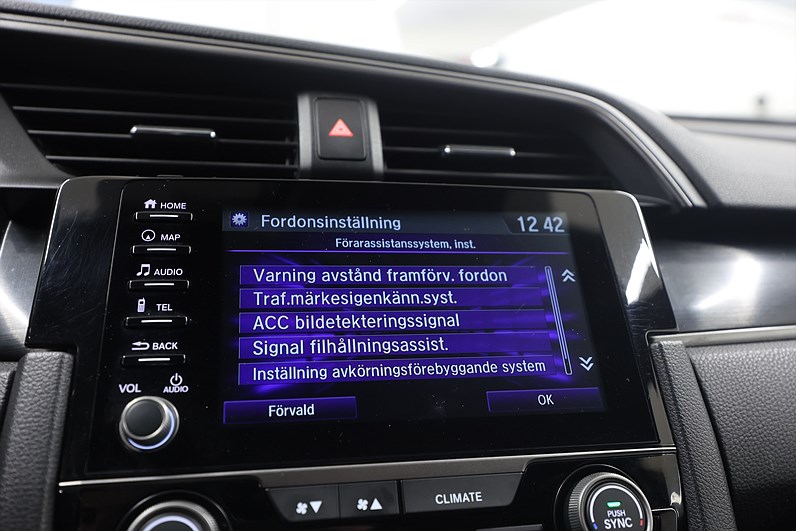 HOME
MAP
AUDIO
TEL
BACK
VOL
AUDIO
Fordonsinställning
12 42
Förarassistanssystem, inst.
Varning avstånd framförv. fordon
Traf.märkesigenkänn.syst.
ACC bildetekteringssignal
Signal filhållningsassist.
Inställning avkörningsförebyggande system
Förvald
OK
CLIMATE
PUSH
SYNC